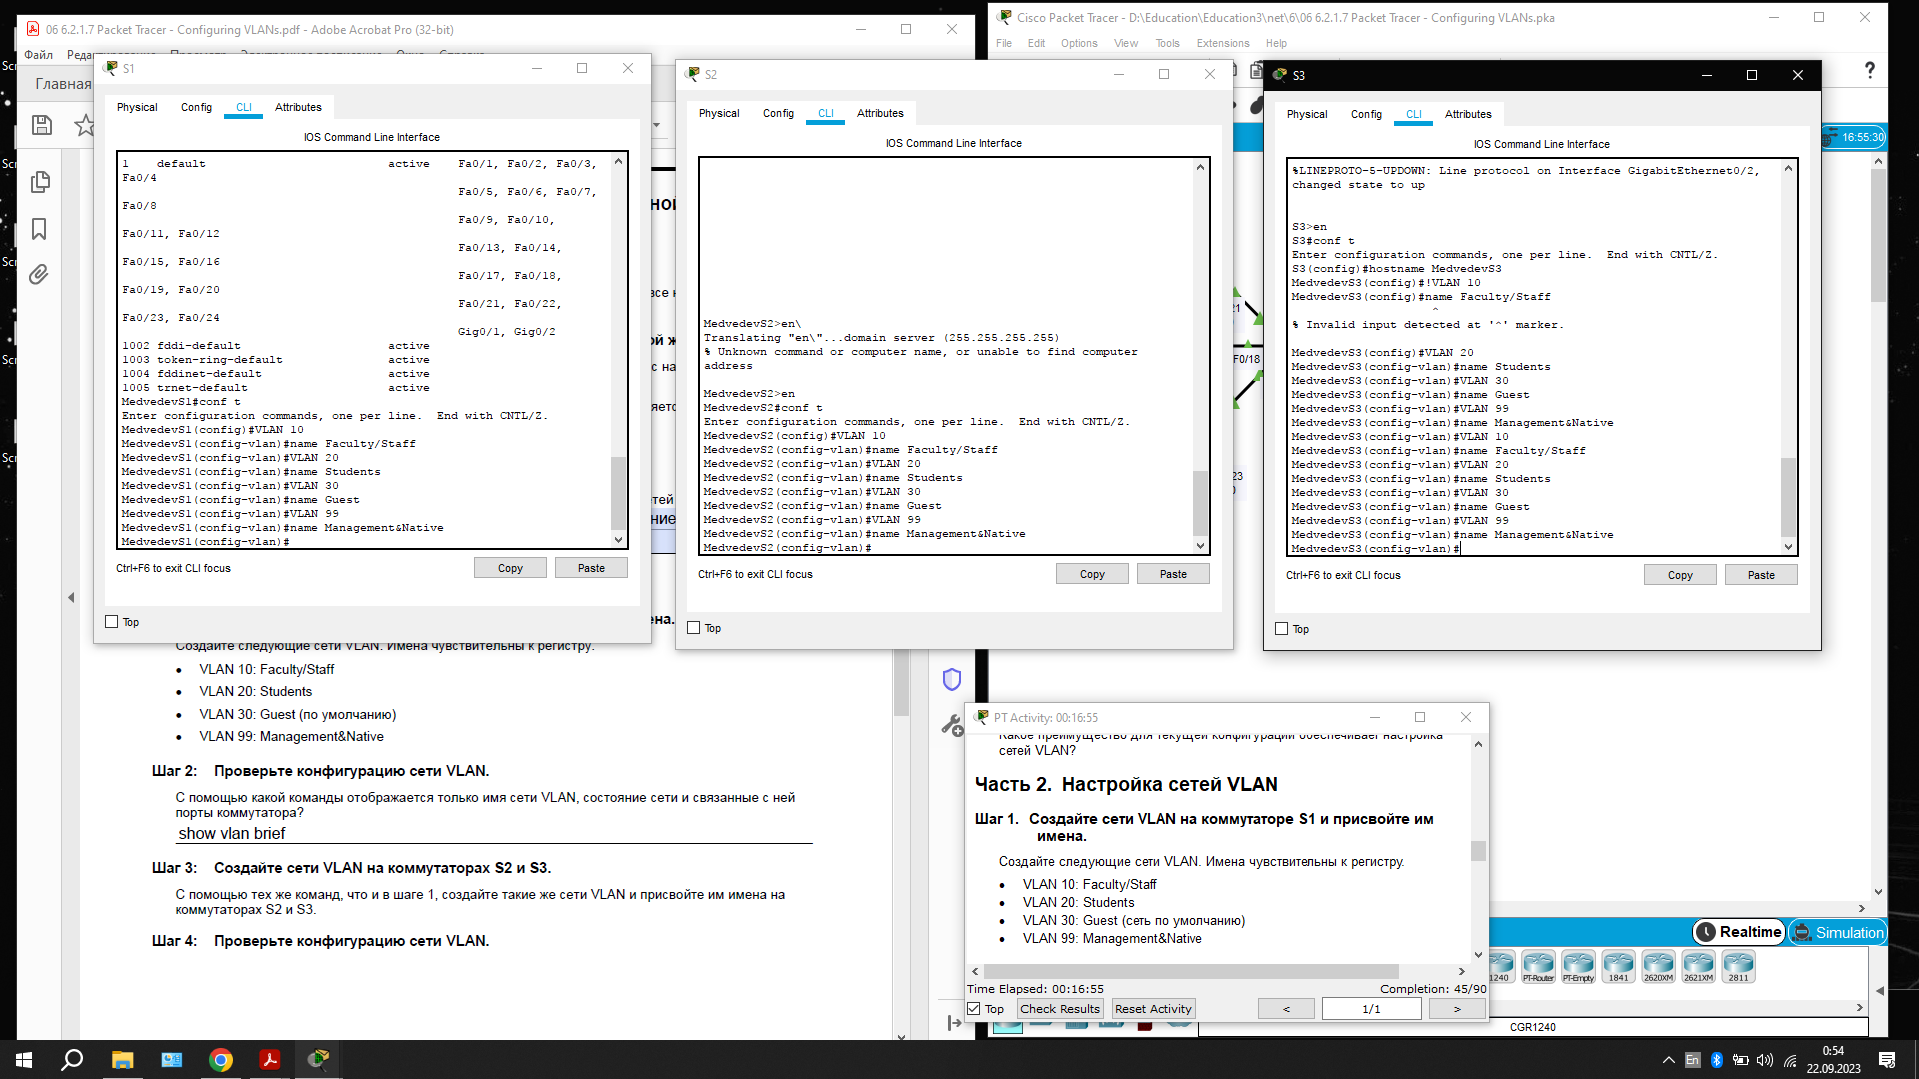 06 6.2.1.7 Packet Tracer - Configuring VLANs.pdf - Adobe Acrobat Pro (32-bit)
Файл
Главная
S1
Physical Config CLI Attributes
IOS Command Line Interface
1    default                          active    Fa0/1, Fa0/2, Fa0/3,
Fa0/4
Fa0/5, Fa0/6, Fa0/7,
Fa0/8
Fa0/9, Fa0/10,
Fa0/11, Fa0/12
Fa0/13, Fa0/14,
Fa0/15, Fa0/16
Fa0/17, Fa0/18,
Fa0/19, Fa0/20
Fa0/21, Fa0/22,
Fa0/23, Fa0/24
Gig0/1, Gig0/2
1002 fddi-default                     active
1003 token-ring-default               active
1004 fddinet-default                  active
1005 trnet-default                    active
MedvedevS1#conf t
Enter configuration commands, one per line.  End with CNTL/Z.
MedvedevS1(config)#VLAN 10
MedvedevS1(config-vlan)#name Faculty/Staff
MedvedevS1(config-vlan)#VLAN 20
MedvedevS1(config-vlan)#name Students
MedvedevS1(config-vlan)#VLAN 30
MedvedevS1(config-vlan)#name Guest
MedvedevS1(config-vlan)#VLAN 99
MedvedevS1(config-vlan)#name Management&Native
MedvedevS1(config-vlan)#
Ctrl+F6 to exit CLI focus
Copy Paste
Top
S2
Physical Config CLI Attributes
IOS Command Line Interface
MedvedevS2>en\
Translating "en\"...domain server (255.255.255.255)
% Unknown command or computer name, or unable to find computer
address
MedvedevS2>en
MedvedevS2#conf t
Enter configuration commands, one per line.  End with CNTL/Z.
MedvedevS2(config)#VLAN 10
MedvedevS2(config-vlan)#name Faculty/Staff
MedvedevS2(config-vlan)#VLAN 20
MedvedevS2(config-vlan)#name Students
MedvedevS2(config-vlan)#VLAN 30
MedvedevS2(config-vlan)#name Guest
MedvedevS2(config-vlan)#VLAN 99
MedvedevS2(config-vlan)#name Management&Native
MedvedevS2(config-vlan)#
Ctrl+F6 to exit CLI focus
Copy Paste
Top
Cisco Packet Tracer - D:\Education\Education3\net\6\06 6.2.1.7 Packet Tracer - Configuring VLANs.pka
File Edit Options View Tools Extensions Help
16:55:30
F0/18
S3
Physical Config CLI Attributes
IOS Command Line Interface
%LINEPROTO-5-UPDOWN: Line protocol on Interface GigabitEthernet0/2,
changed state to up
S3>en
S3#conf t
Enter configuration commands, one per line.  End with CNTL/Z.
S3(config)#hostname MedvedevS3
MedvedevS3(config)#!VLAN 10
MedvedevS3(config)#name Faculty/Staff
^
% Invalid input detected at '^' marker.
MedvedevS3(config)#VLAN 20
MedvedevS3(config-vlan)#name Students
MedvedevS3(config-vlan)#VLAN 30
MedvedevS3(config-vlan)#name Guest
MedvedevS3(config-vlan)#VLAN 99
MedvedevS3(config-vlan)#name Management&Native
MedvedevS3(config-vlan)#VLAN 10
MedvedevS3(config-vlan)#name Faculty/Staff
MedvedevS3(config-vlan)#VLAN 20
MedvedevS3(config-vlan)#name Students
MedvedevS3(config-vlan)#VLAN 30
MedvedevS3(config-vlan)#name Guest
MedvedevS3(config-vlan)#VLAN 99
MedvedevS3(config-vlan)#name Management&Native
MedvedevS3(config-vlan)#
Ctrl+F6 to exit CLI focus
Copy Paste
Top
Создайте следующие сети VLAN. Имена чувствительны к регистру.
• VLAN 10: Faculty/Staff
• VLAN 20: Students
• VLAN 30: Guest (по умолчанию)
• VLAN 99: Management&Native
Шаг 2: Проверьте конфигурацию сети VLAN.
С помощью какой команды отображается только имя сети VLAN, состояние сети и связанные с ней
порты коммутатора?
show vlan brief
Шаг 3: Создайте сети VLAN на коммутаторах S2 и S3.
С помощью тех же команд, что и в шаге 1, создайте такие же сети VLAN и присвойте им имена на
коммутаторах S2 и S3.
Шаг 4: Проверьте конфигурацию сети VLAN.
PT Activity: 00:16:55
Какое преимущество для текущей конфигурации обеспечивает настройка
сетей VLAN?
Часть 2. Настройка сетей VLAN
Шаг 1. Создайте сети VLAN на коммутаторе S1 и присвойте им
имена.
Создайте следующие сети VLAN. Имена чувствительны к регистру.
• VLAN 10: Faculty/Staff
• VLAN 20: Students
• VLAN 30: Guest (сеть по умолчанию)
• VLAN 99: Management&Native
Time Elapsed: 00:16:55 Completion: 45/90
Top Check Results Reset Activity < 1/1 >
Realtime Simulation
1240 PT-Router PT-Empty 1841 2620XM 2621XM 2811
CGR1240
En
0:54
22.09.2023